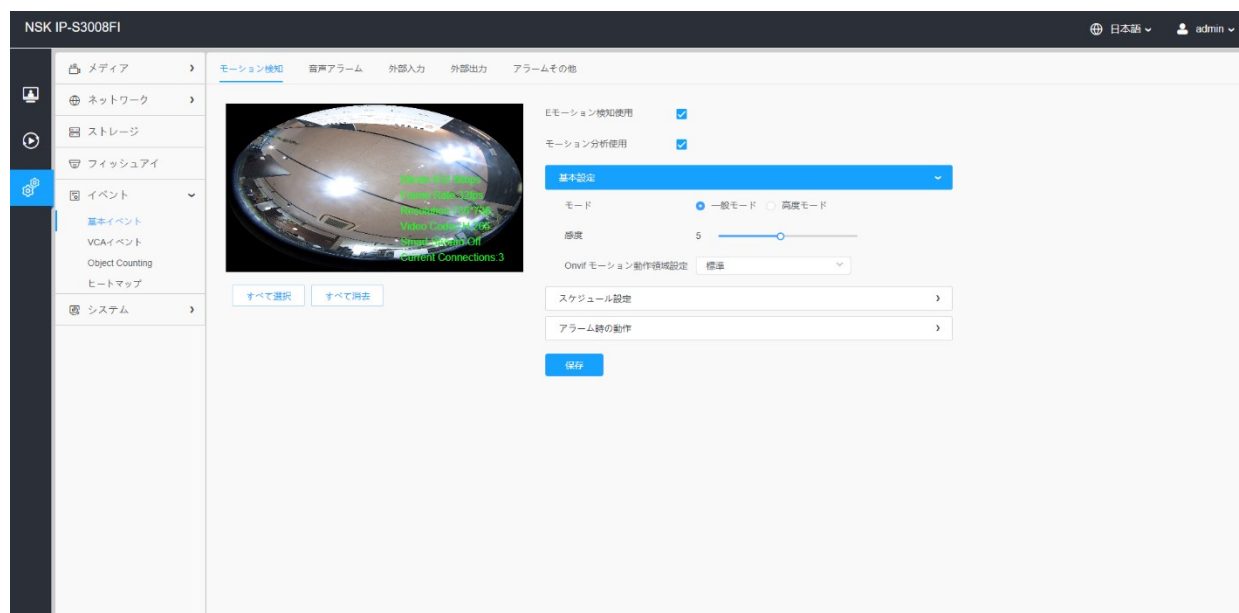 NSK IP-S3008FI
日本語
admin
メディア
ネットワーク
ストレージ
フィッシュアイ
イベント
基本イベント
VCAイベント
Object Counting
ヒートマップ
システム
モーション検知 音声アラーム 外部入力 外部出力 アラームその他
Current Connections:3
すべて選択 すべて消去
Eモーション検知使用
モーション分析使用
基本設定
モード 一般モード 高度モード
感度 5
Onvif モーション動作領域設定 標準
スケジュール設定
アラーム時の動作
保存